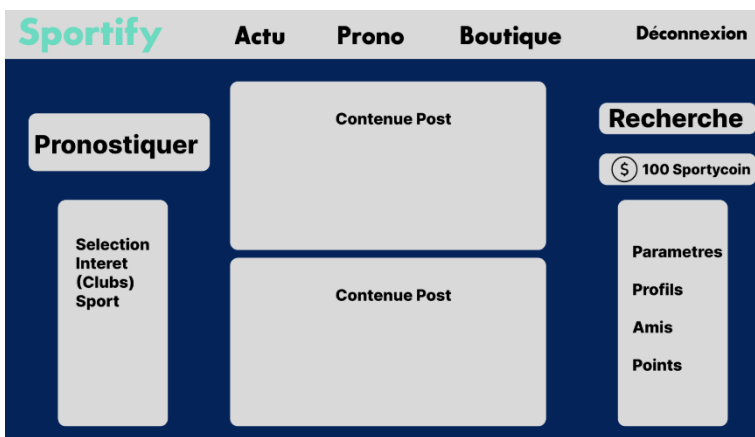 Sportify
Actu
Prono
Boutique
Déconnexion
Pronostiquer
Selection
Interet
(Clubs)
Sport
Contenue Post
Contenue Post
Recherche
$ 100 Sportycoin
Parametres
Profils
Amis
Points